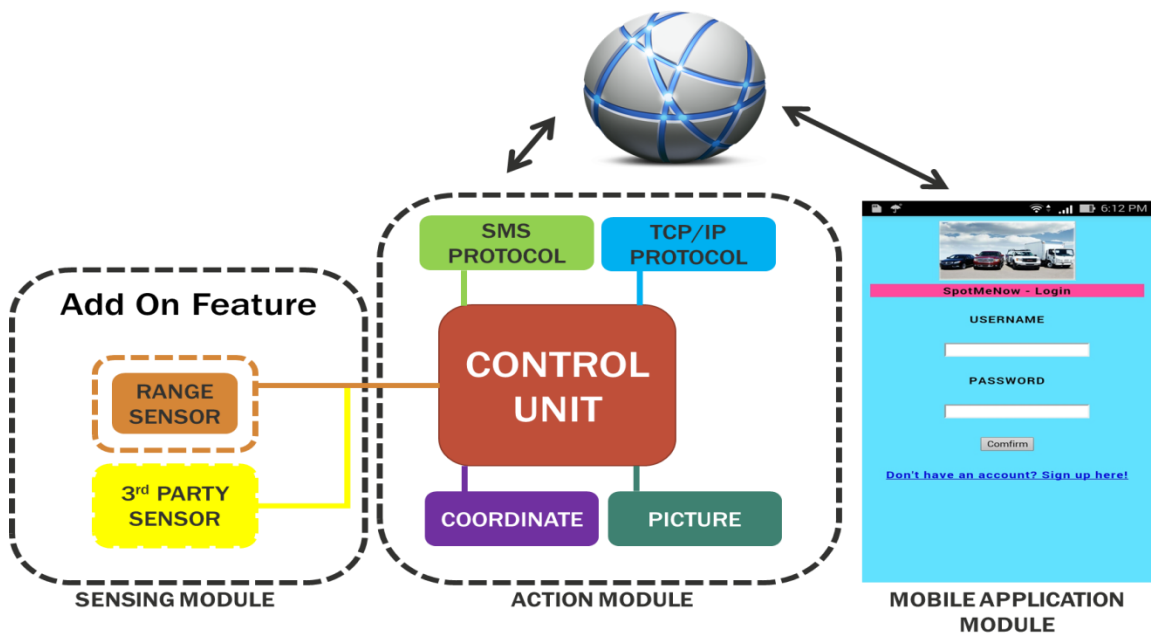 Add On Feature
RANGE
SENSOR
3rd PARTY
SENSOR
SENSING MODULE
SMS
PROTOCOL
TCP/IP
PROTOCOL
CONTROL
UNIT
COORDINATE
PICTURE
ACTION MODULE
6:12 PM
SpotMeNow - Login
USERNAME
PASSWORD
Comfirm
Don't have an account? Sign up here!
MOBILE APPLICATION
MODULE